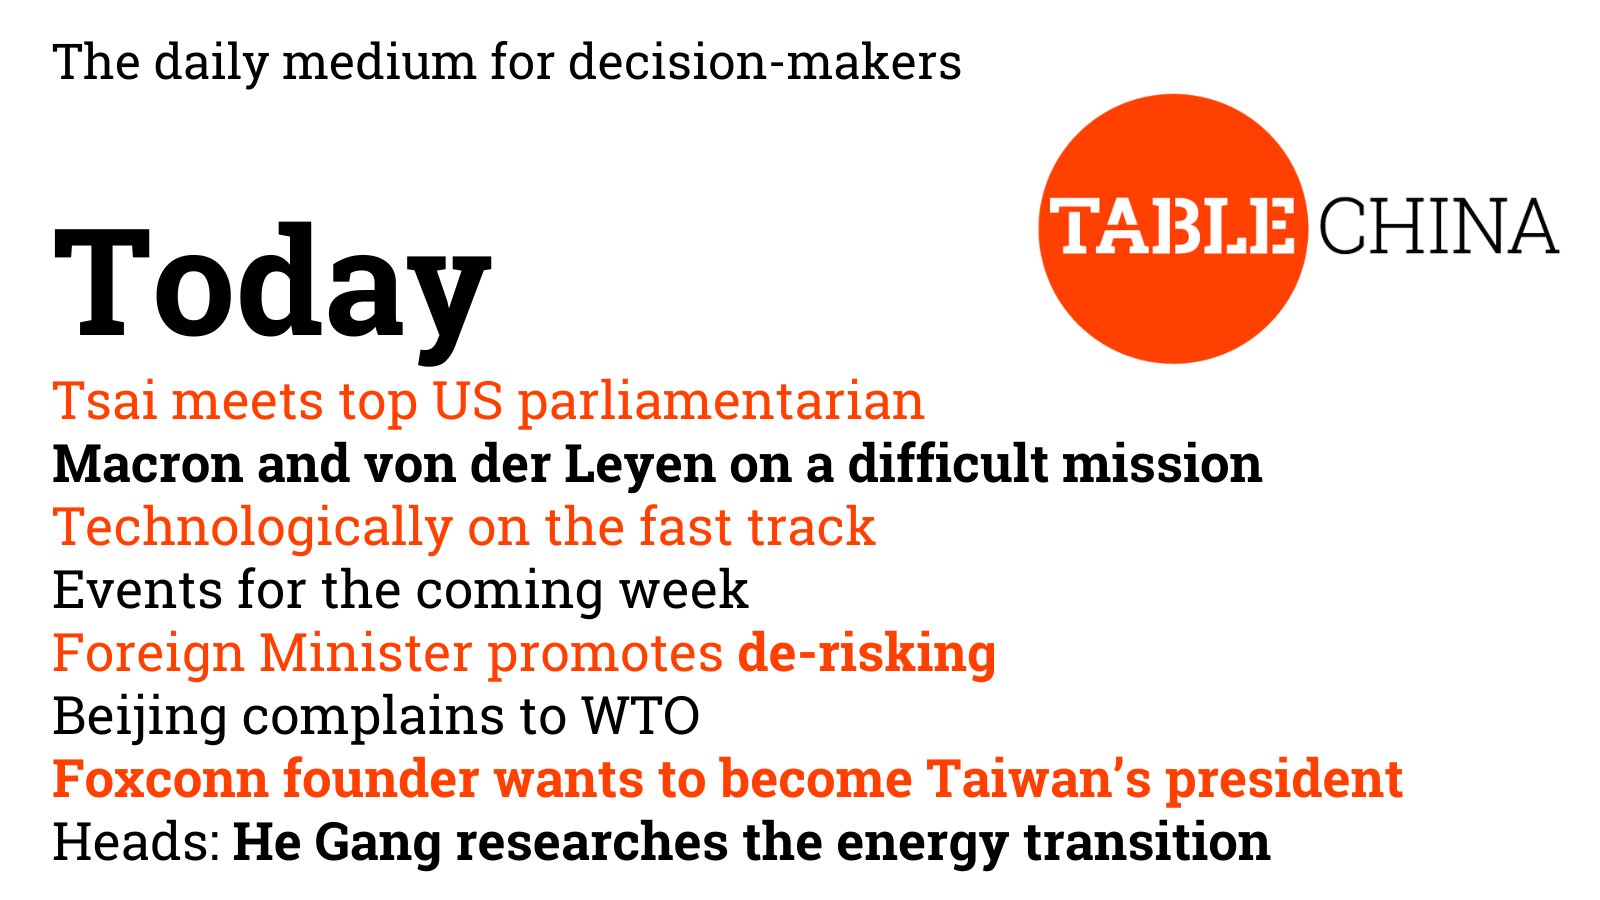 The daily medium for decision-makers
TABLE CHINA
Today
Tsai meets top US parliamentarian
Macron and von der Leyen on a difficult mission
Technologically on the fast track
Events for the coming week
Foreign Minister promotes de-risking
Beijing complains to WTO
Foxconn founder wants to become Taiwan’s president
Heads: He Gang researches the energy transition